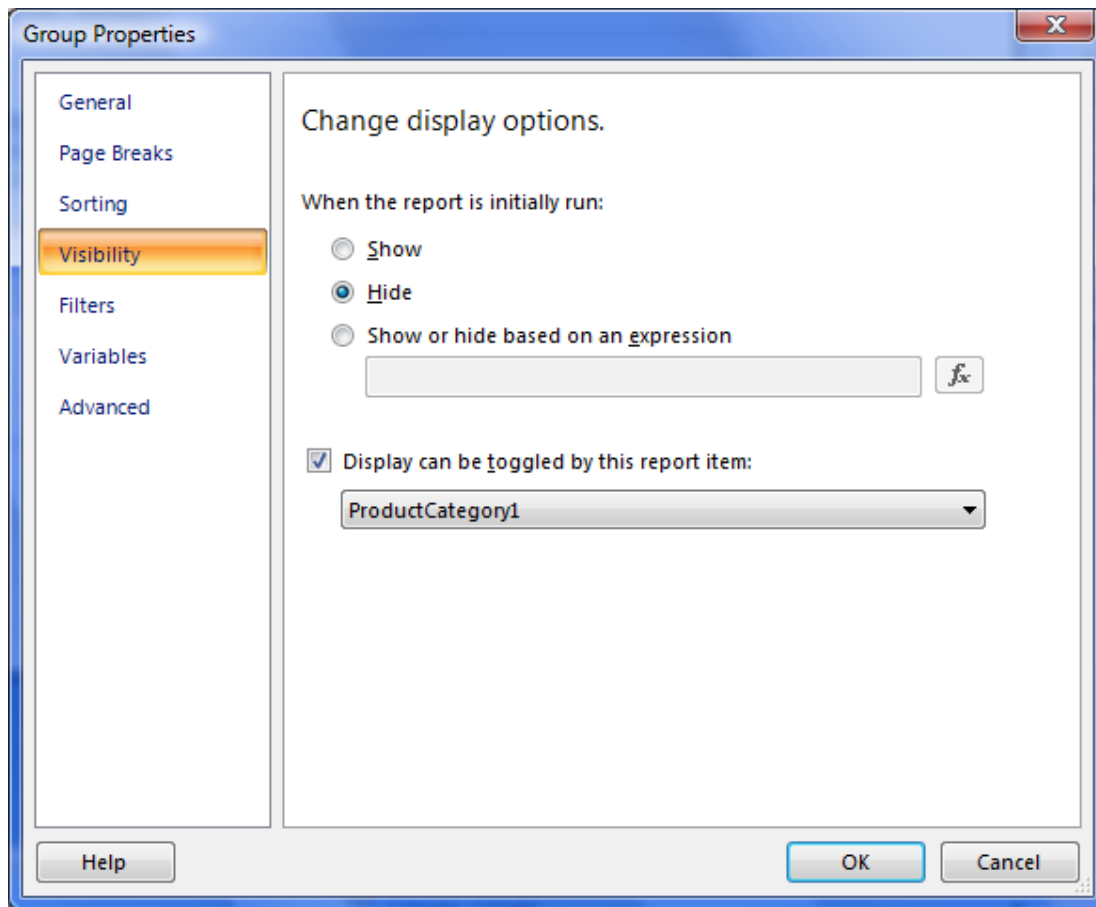 Group Properties
X
General
Page Breaks
Sorting
Visibility
Filters
Variables
Advanced
Change display options.
When the report is initially run:
Show
Hide
Show or hide based on an expression
fx
Display can be toggled by this report item:
ProductCategory1
Help
OK
Cancel